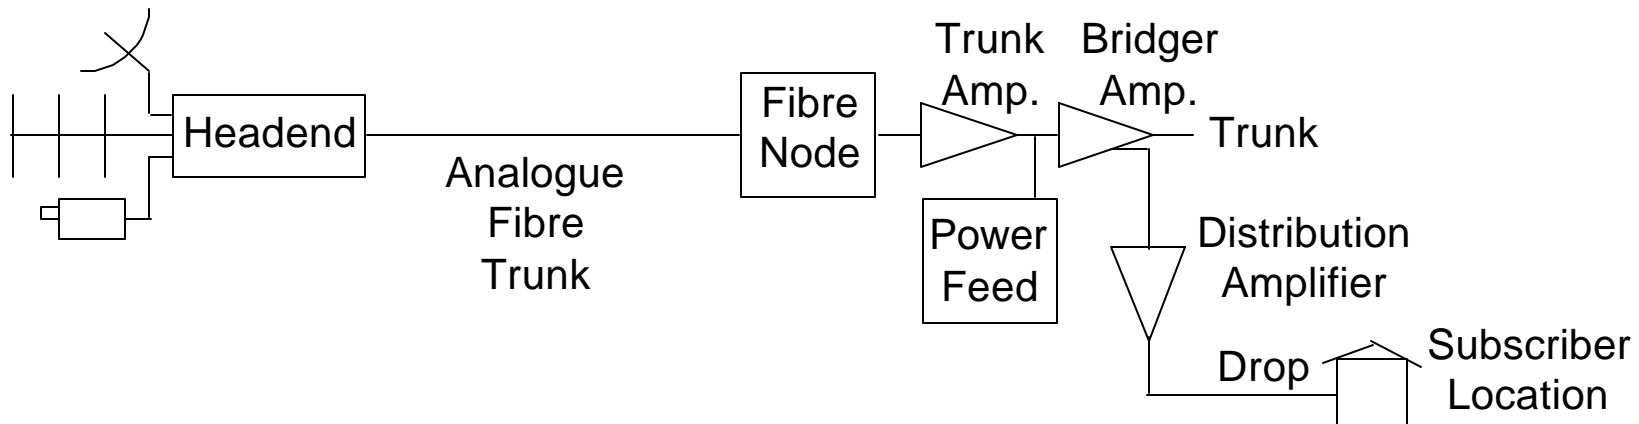 Headend
Analogue
Fibre
Trunk
Fibre
Node
Trunk
Amp.
Bridger
Amp.
Trunk
Power
Feed
Distribution
Amplifier
Drop
Subscriber
Location